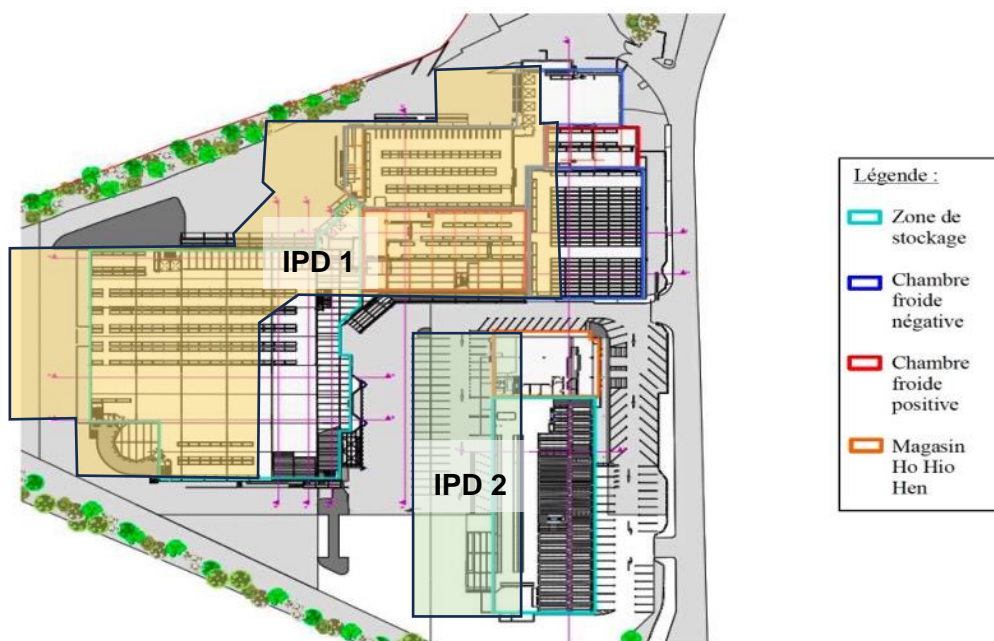 IPD 1
IPD 2
Légende :
Zone de
stockage
Chambre
froide
négative
Chambre
froide
positive
Magasin
Ho Hio
Hen